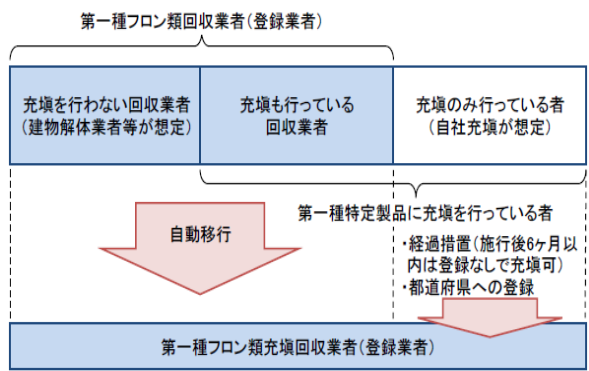 第一種フロン類回収業者（登録業者）
充塡を行わない回収業者
（建物解体業者等が想定）
充塡も行っている
回収業者
充塡のみ行っている者
（自社充塡が想定）
第一種特定製品に充塡を行っている者
自動移行
・経過措置（施行後6ヶ月以
内は登録なしで充塡可）
・都道府県への登録
第一種フロン類充塡回収業者（登録業者）